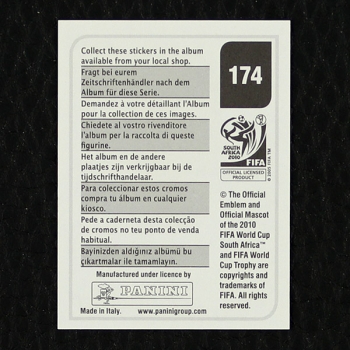 Collect these stickers in the album
available from your local shop.
Fragt bei eurem
Zeitschriftenhändler nach dem
Album für diese Serie.
Demandez à votre détaillant l'Album
pour la collection de ces images.
Chiedete al vostro rivenditore
l'album per la raccolta di queste
figurine.
Het album en de andere
plaatjes zijn verkrijgbaar bij de
tijdschrifthandelaar.
Para coleccionar estos cromos
compra tu álbum en cualquier
kiosco.
Pede a caderneta desta colecção
de cromos no teu ponto de venda
habitual.
Bayinizden aldığınız albümü bu
çıkartmalar ile tamamlayın.
Manufactured under licence by
PANINI
Made in Italy. www.paninigroup.com
174
SOUTH AFRICA
2010
FIFA
OFFICIAL LICENSED
PRODUCT
© 2005 FIFA TM
© The Official
Emblem and
Official Mascot
of the 2010
FIFA World Cup
South Africa™
and FIFA World
Cup Trophy are
copyrights and
trademarks of
FIFA. All rights
reserved.